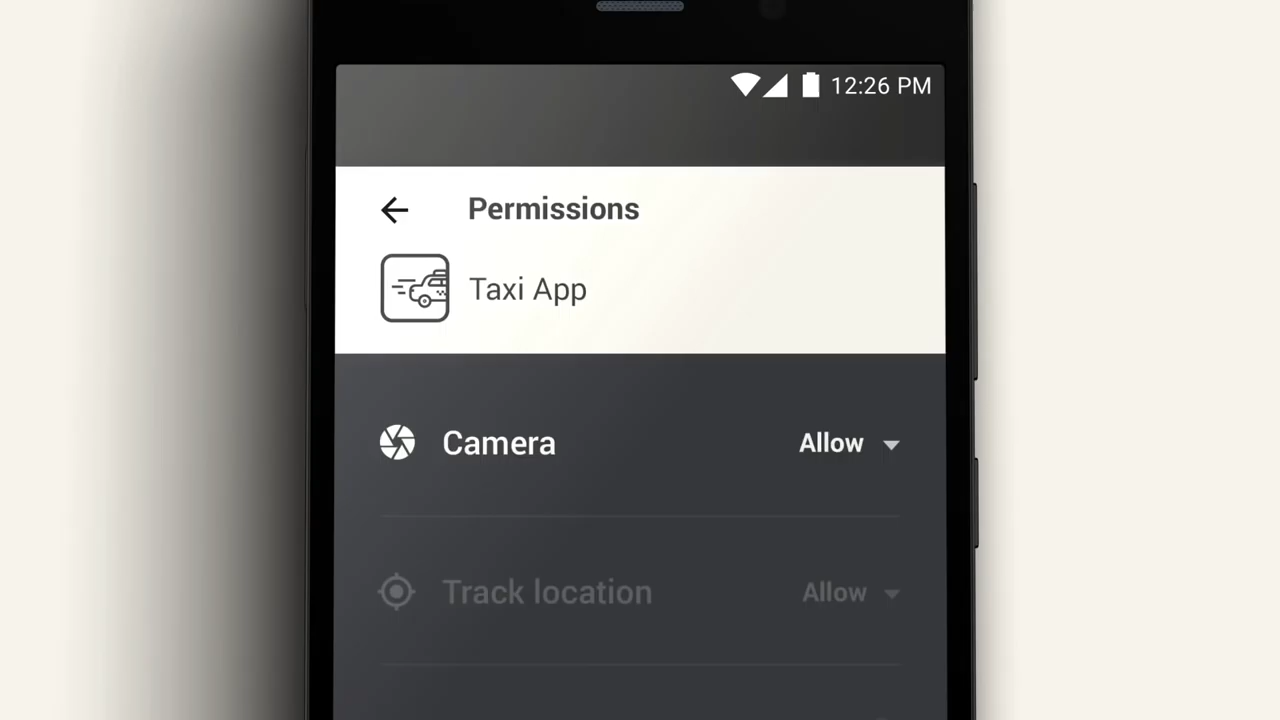 12:26 PM
Permissions
Taxi App
Camera Allow
Track location Allow